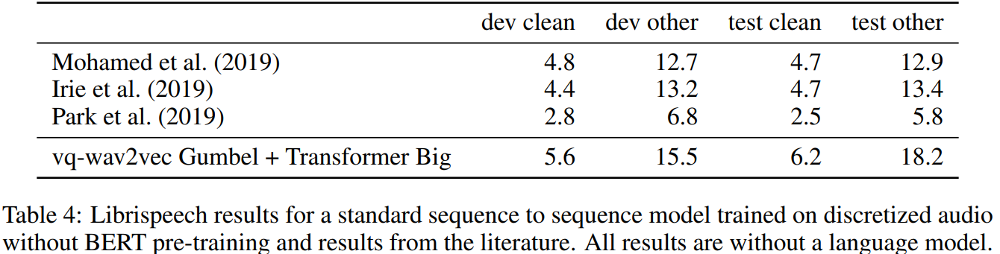 dev clean dev other test clean test other
Mohamed et al. (2019) 4.8 12.7 4.7 12.9
Irie et al. (2019) 4.4 13.2 4.7 13.4
Park et al. (2019) 2.8 6.8 2.5 5.8
vq-wav2vec Gumbel + Transformer Big 5.6 15.5 6.2 18.2
Table 4: Librispeech results for a standard sequence to sequence model trained on discretized audio
without BERT pre-training and results from the literature. All results are without a language model.